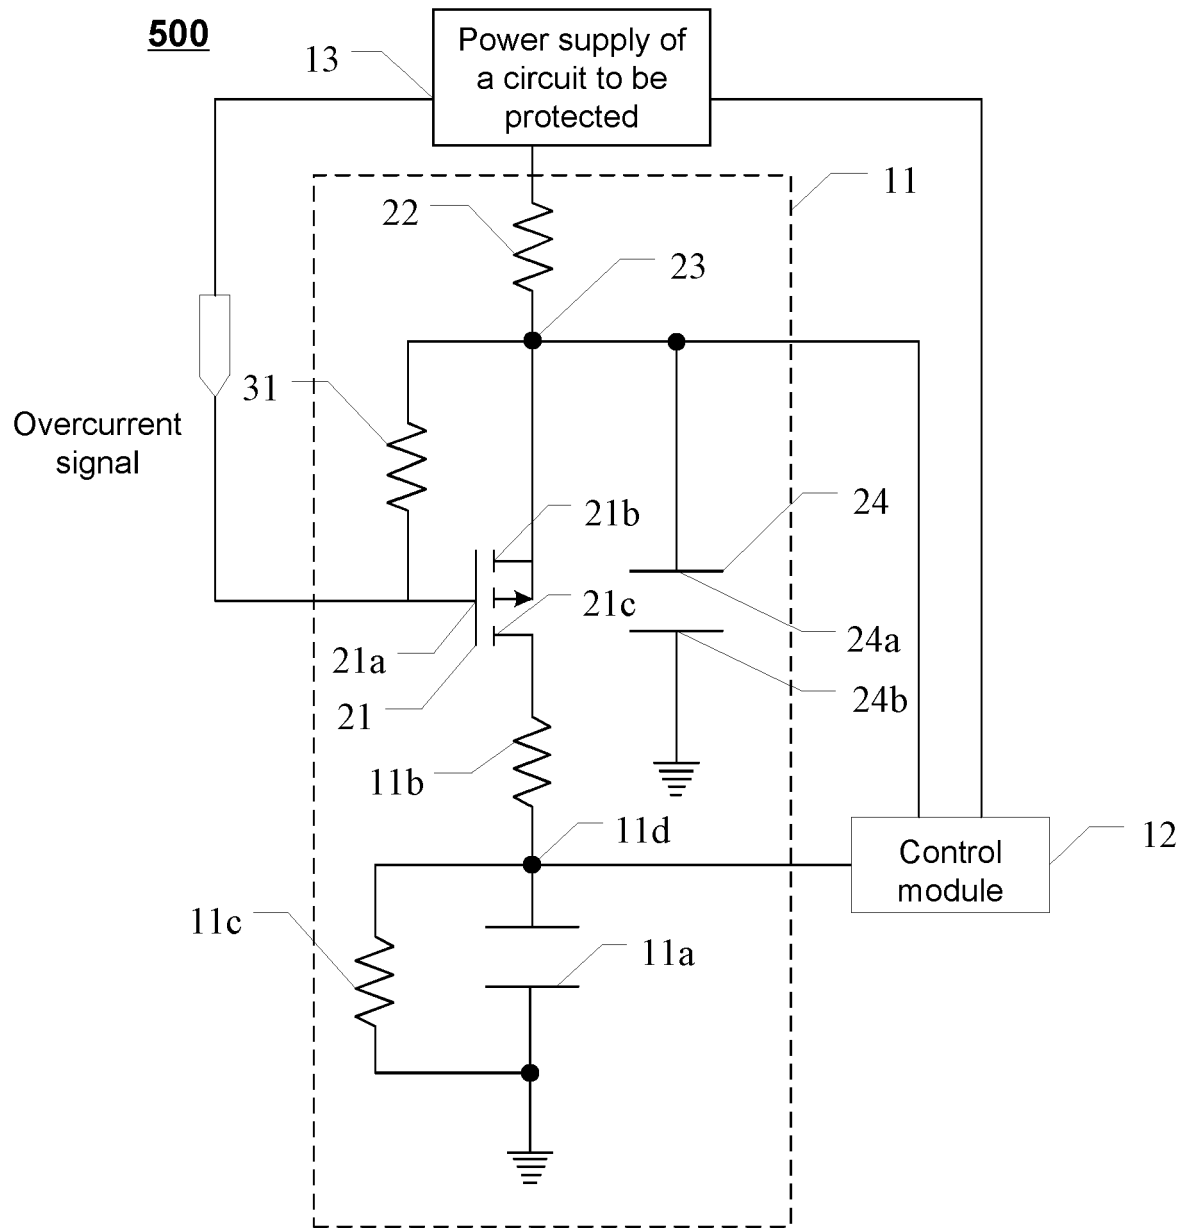 500
13
Power supply of
a circuit to be
protected
11
22
23
31
Overcurrent
signal
21b
24
21c
21a
24a
21
24b
11b
11d
Control
module
12
11c
11a